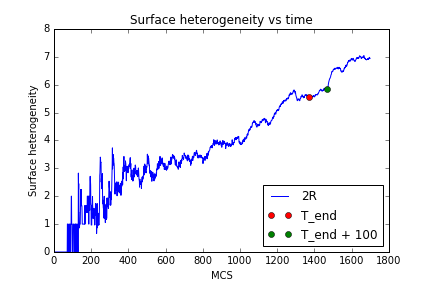 Surface heterogeneity vs time
8
7
6
5
4
3
2
1
0
Surface heterogeneity
2R
T_end
T_end + 100
0 200 400 600 800 1000 1200 1400 1600 1800
MCS